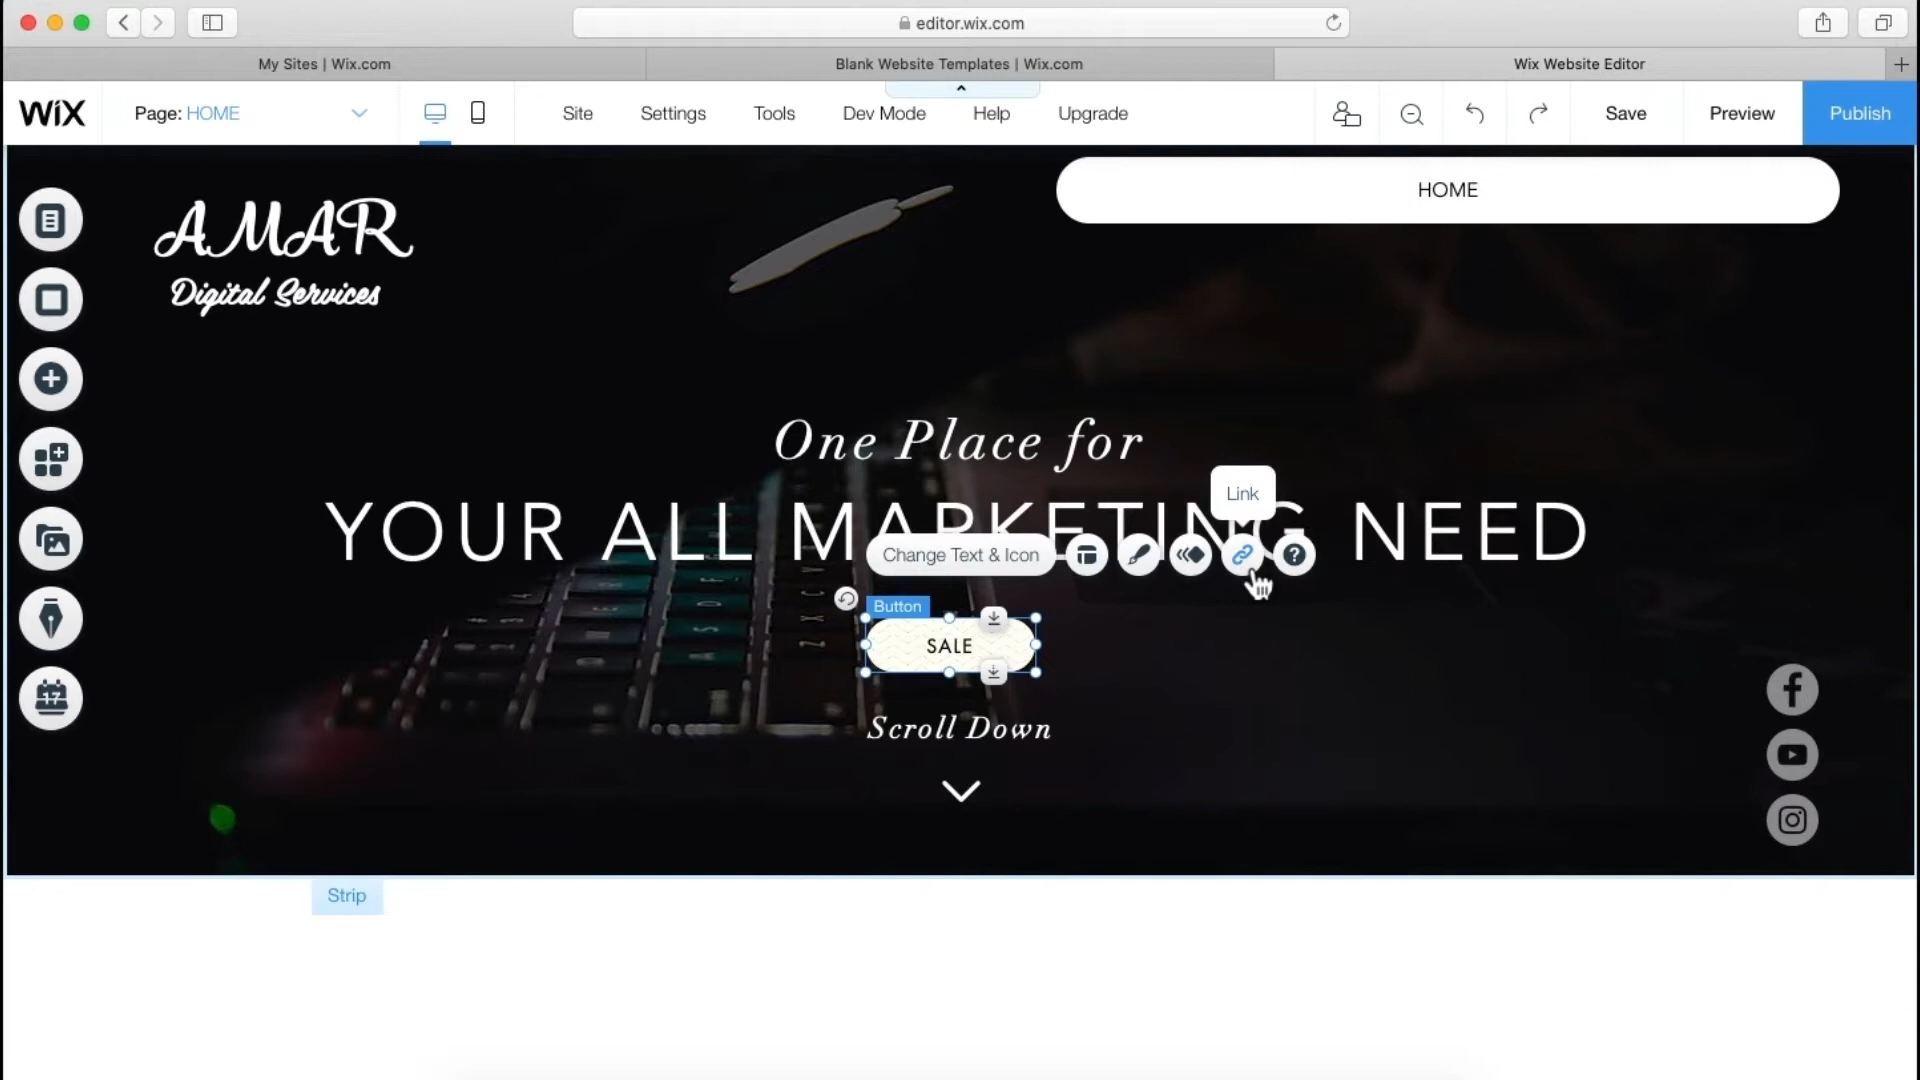 editor.wix.com
My Sites | Wix.com
Blank Website Templates | Wix.com
Wix Website Editor
WiX
Page: HOME
Site
Settings
Tools
Dev Mode
Help
Upgrade
Save
Preview
Publish
HOME
AMAR
Digital Services
One Place for
YOUR ALL MARKETING NEED
Link
Change Text & Icon
Button
SALE
Scroll Down
17
Strip